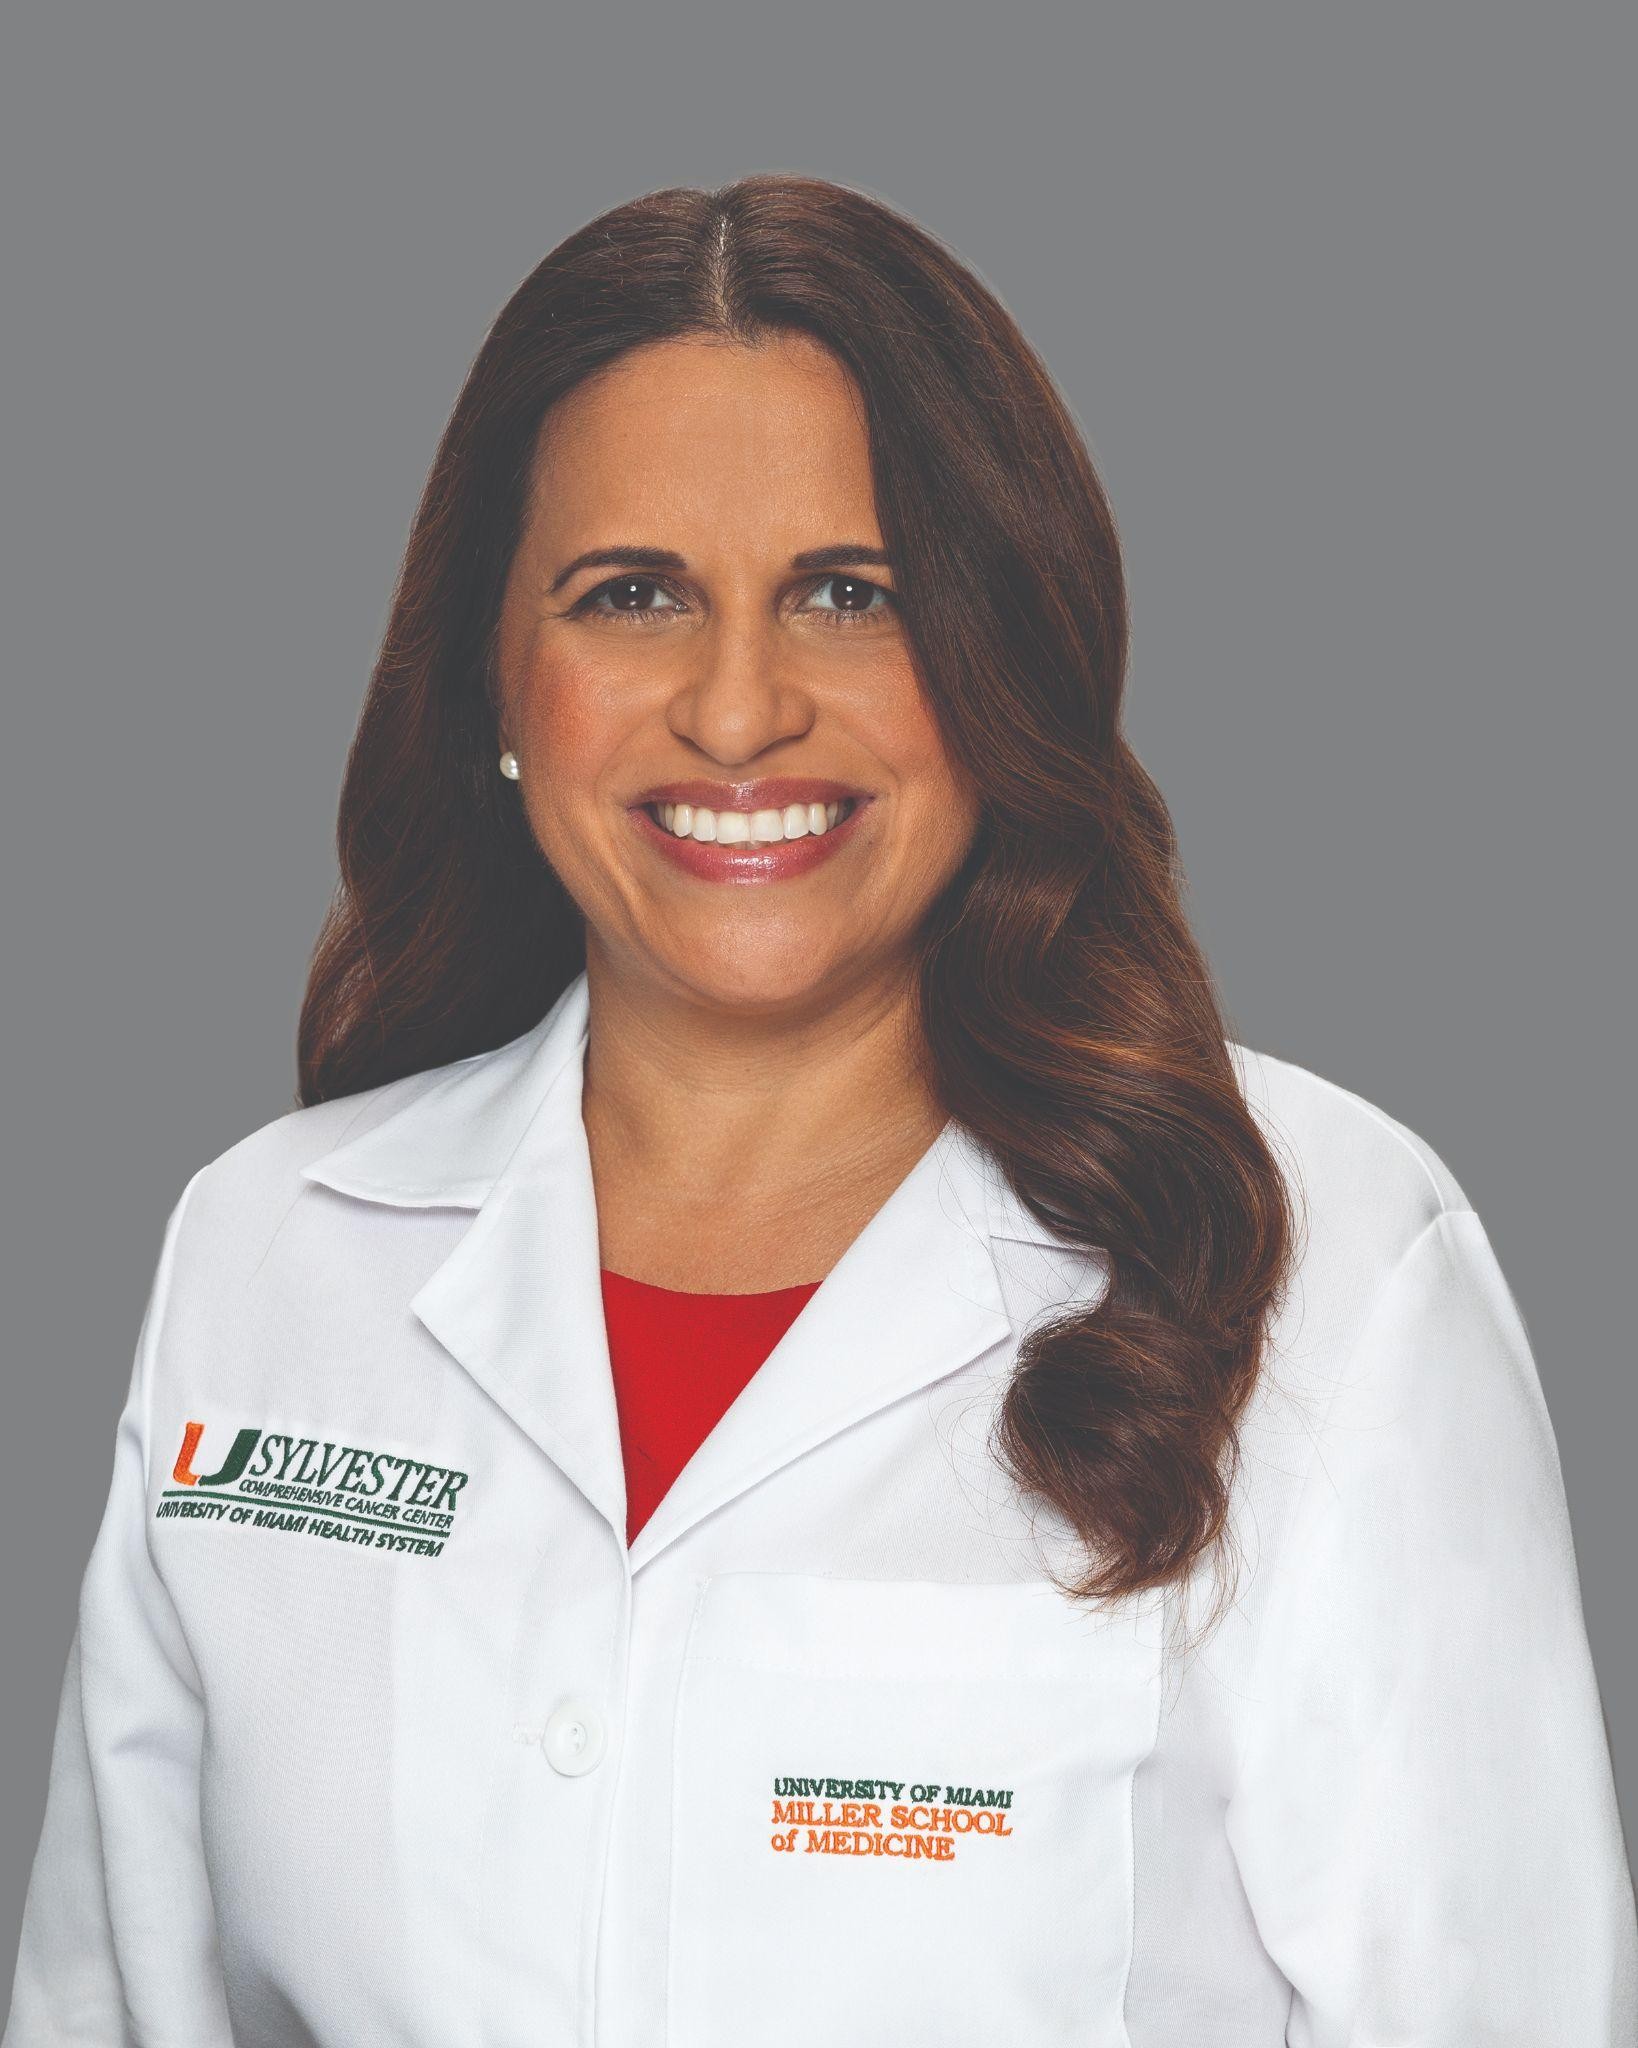 U SYLVESTER
COMPREHENSIVE CANCER CENTER
UNIVERSITY OF MIAMI HEALTH SYSTEM
UNIVERSITY OF MIAMI
MILLER SCHOOL
of MEDICINE